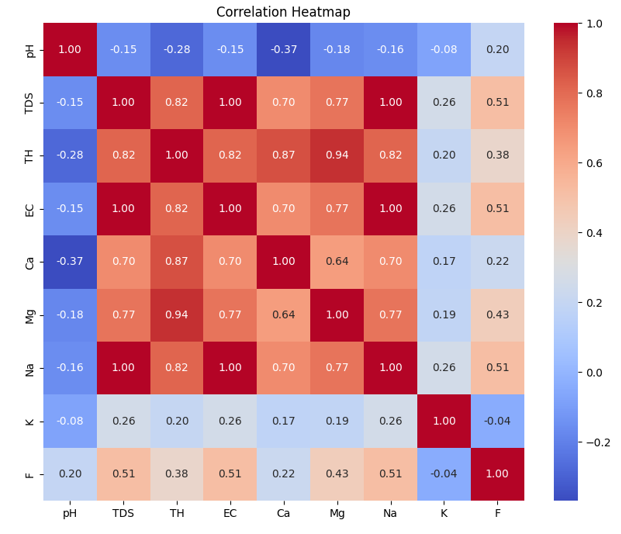 Correlation Heatmap
pH 1.00 -0.15 -0.28 -0.15 -0.37 -0.18 -0.16 -0.08 0.20
TDS -0.15 1.00 0.82 1.00 0.70 0.77 1.00 0.26 0.51
TH -0.28 0.82 1.00 0.82 0.87 0.94 0.82 0.20 0.38
EC -0.15 1.00 0.82 1.00 0.70 0.77 1.00 0.26 0.51
Ca -0.37 0.70 0.87 0.70 1.00 0.64 0.70 0.17 0.22
Mg -0.18 0.77 0.94 0.77 0.64 1.00 0.77 0.19 0.43
Na -0.16 1.00 0.82 1.00 0.70 0.77 1.00 0.26 0.51
K -0.08 0.26 0.20 0.26 0.17 0.19 0.26 1.00 -0.04
F 0.20 0.51 0.38 0.51 0.22 0.43 0.51 -0.04 1.00
pH TDS TH EC Ca Mg Na K F
1.0
0.8
0.6
0.4
0.2
0.0
−0.2